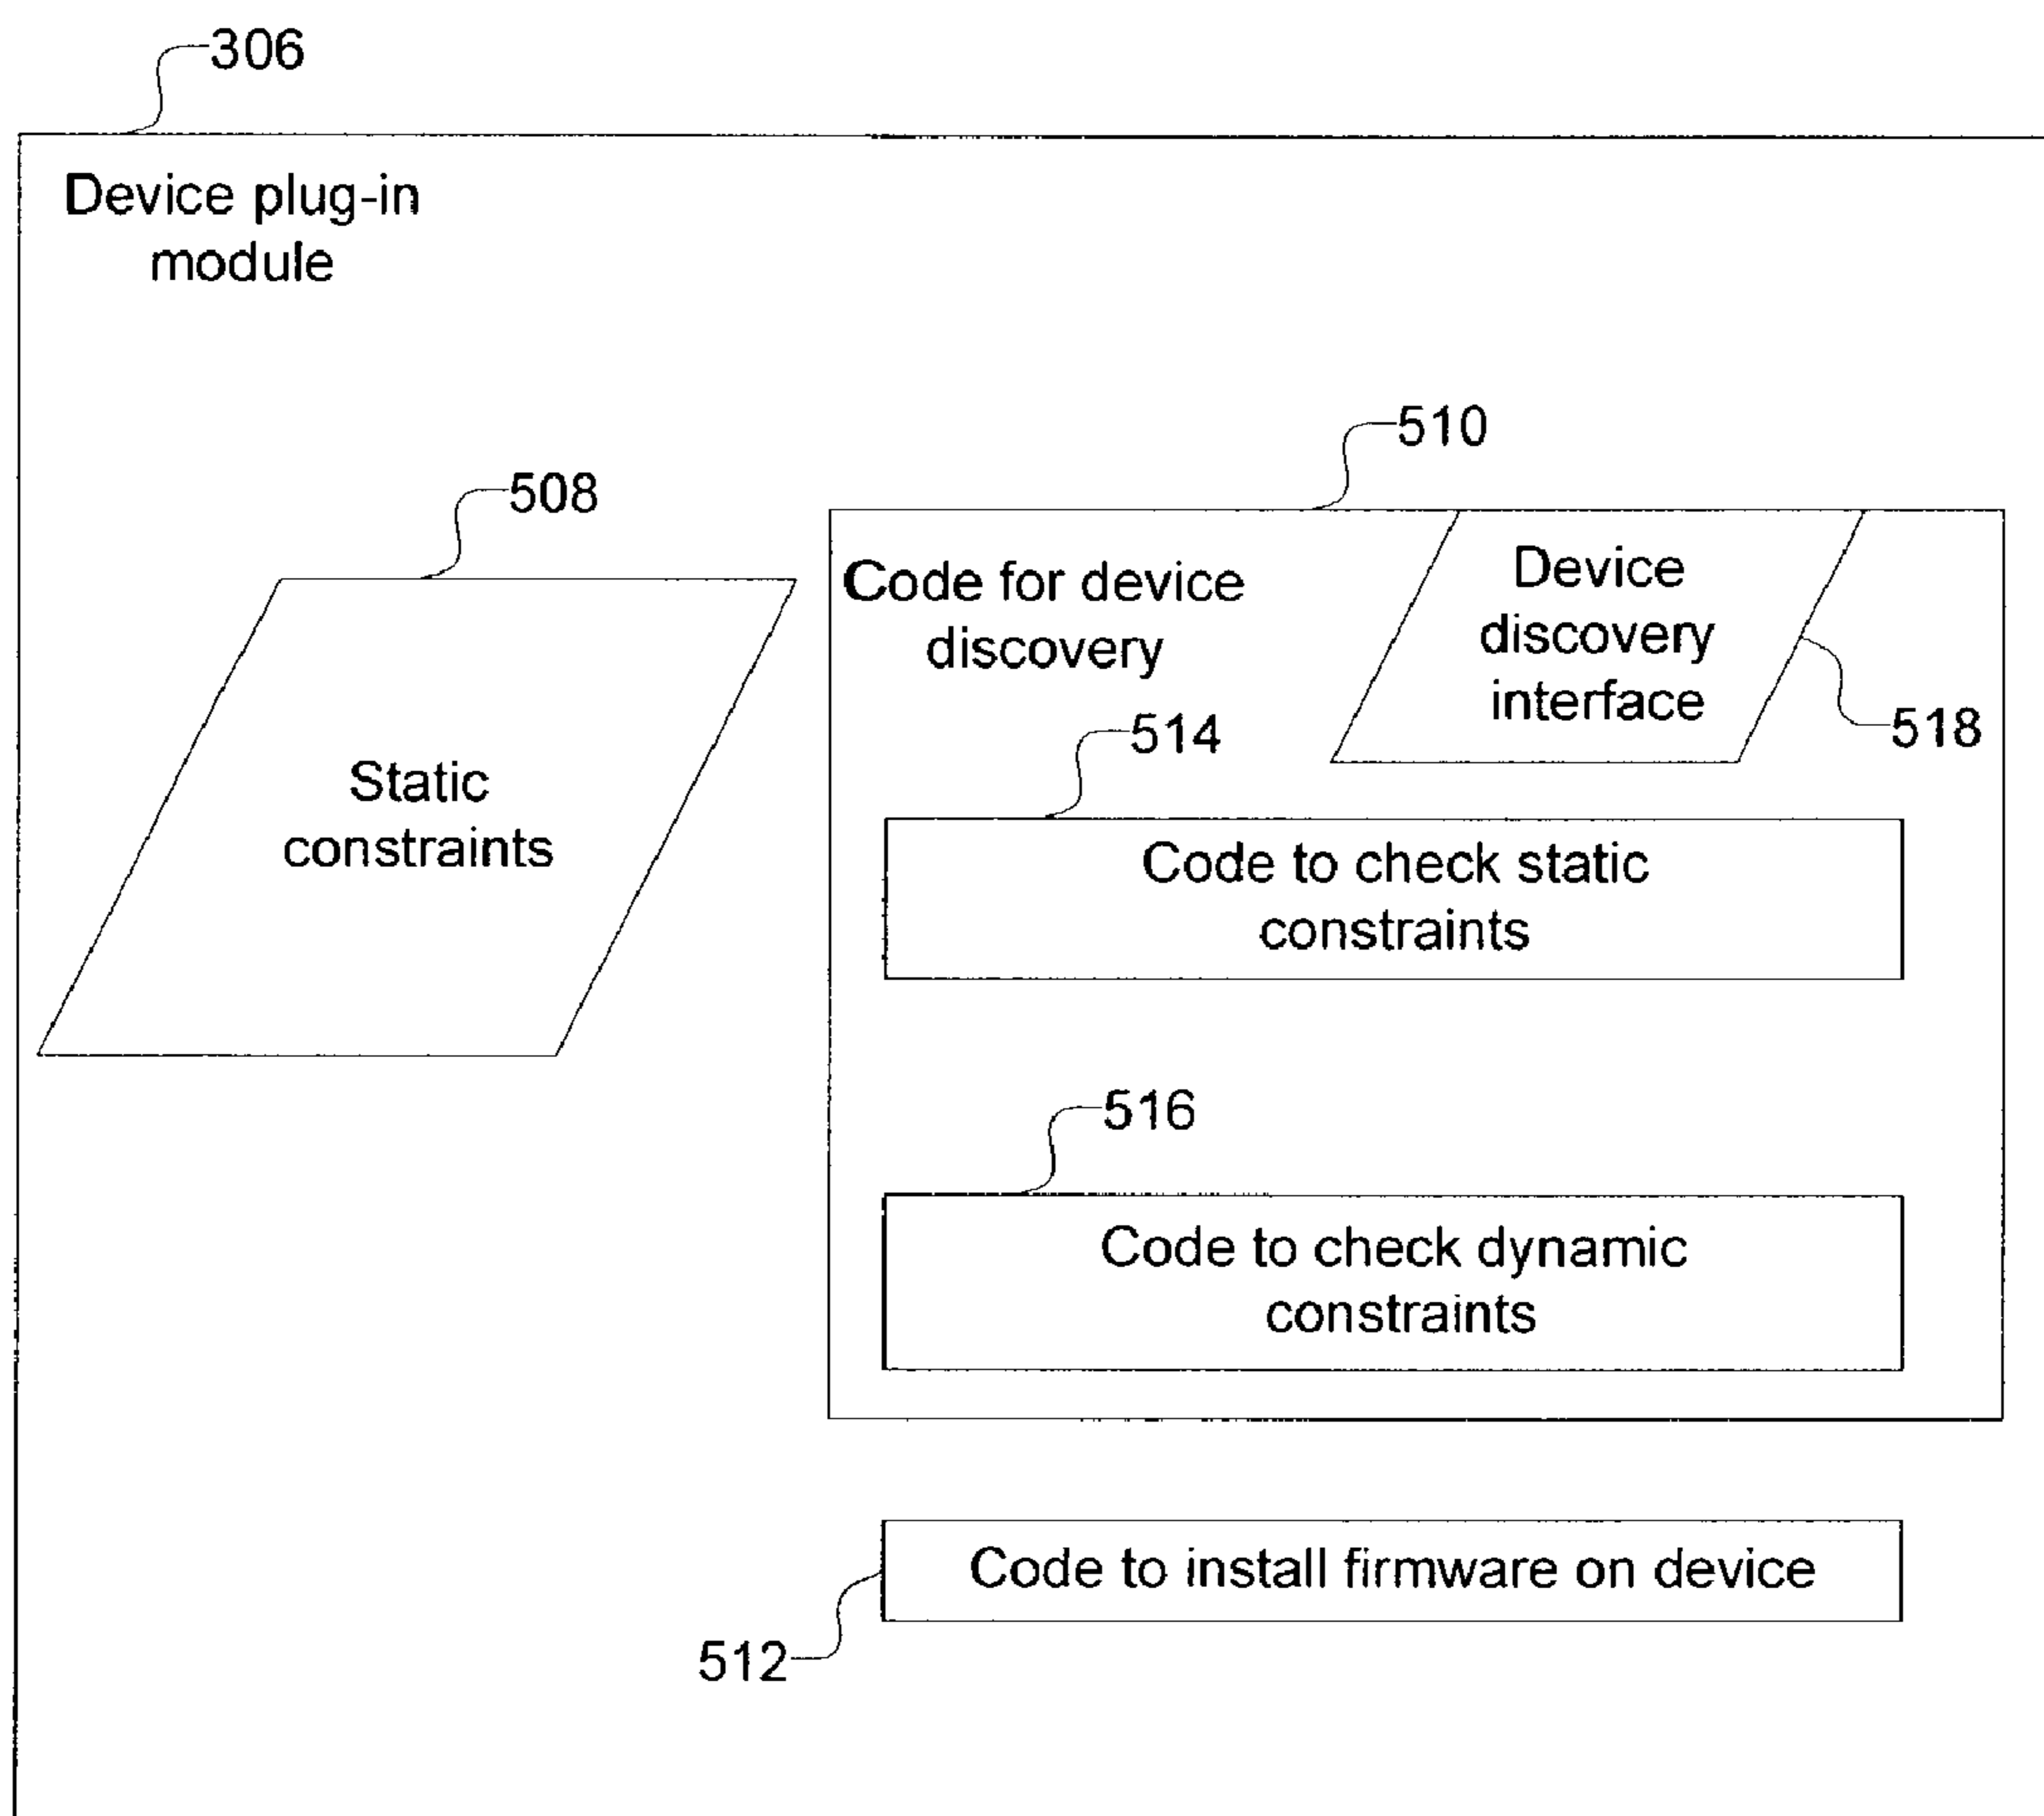 306
Device plug-in
module
510
508
Code for device
discovery
Device
discovery
interface
518
514
Static
constraints
Code to check static
constraints
516
Code to check dynamic
constraints
Code to install firmware on device
512